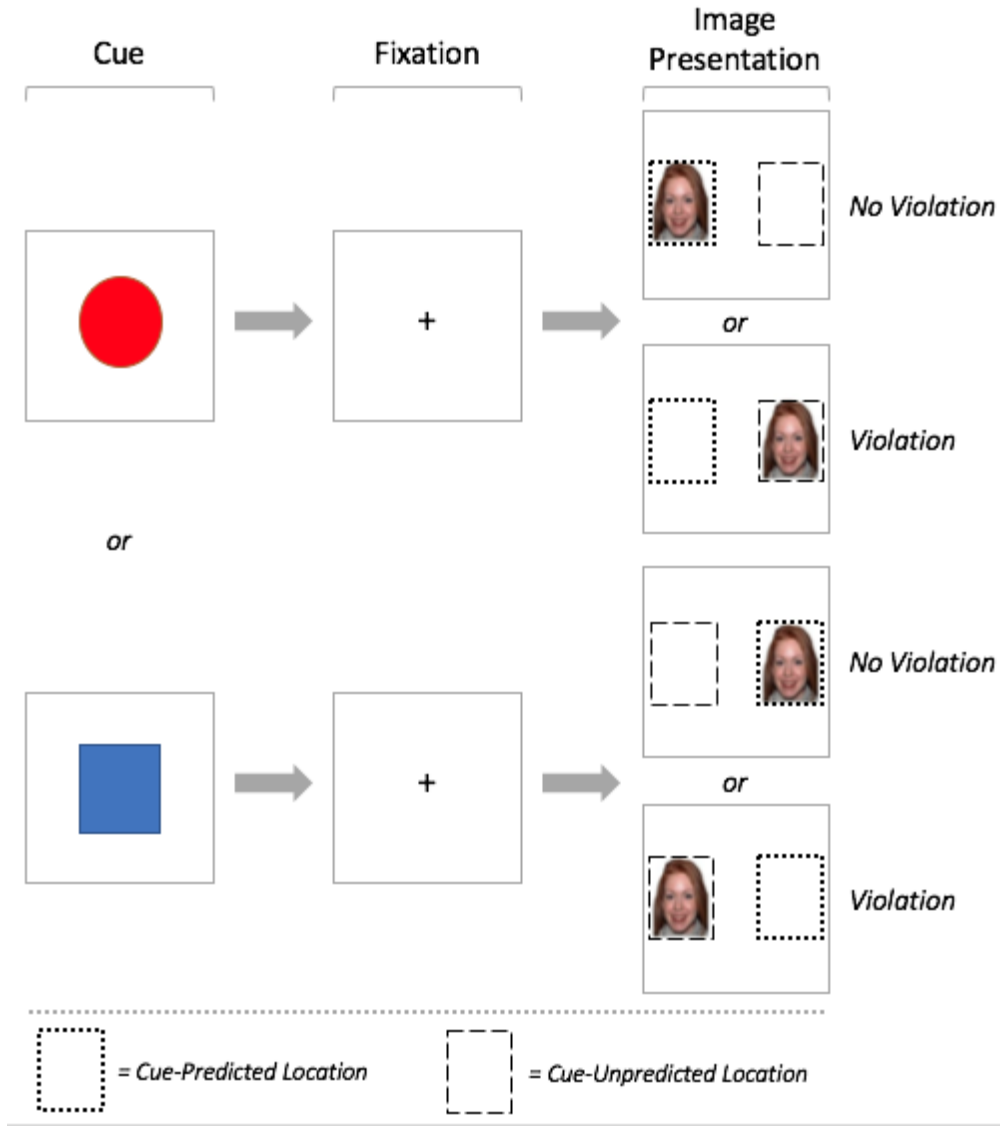 Cue
Fixation
Image
Presentation
No Violation
+
or
Violation
or
No Violation
+
or
Violation
= Cue-Predicted Location
= Cue-Unpredicted Location